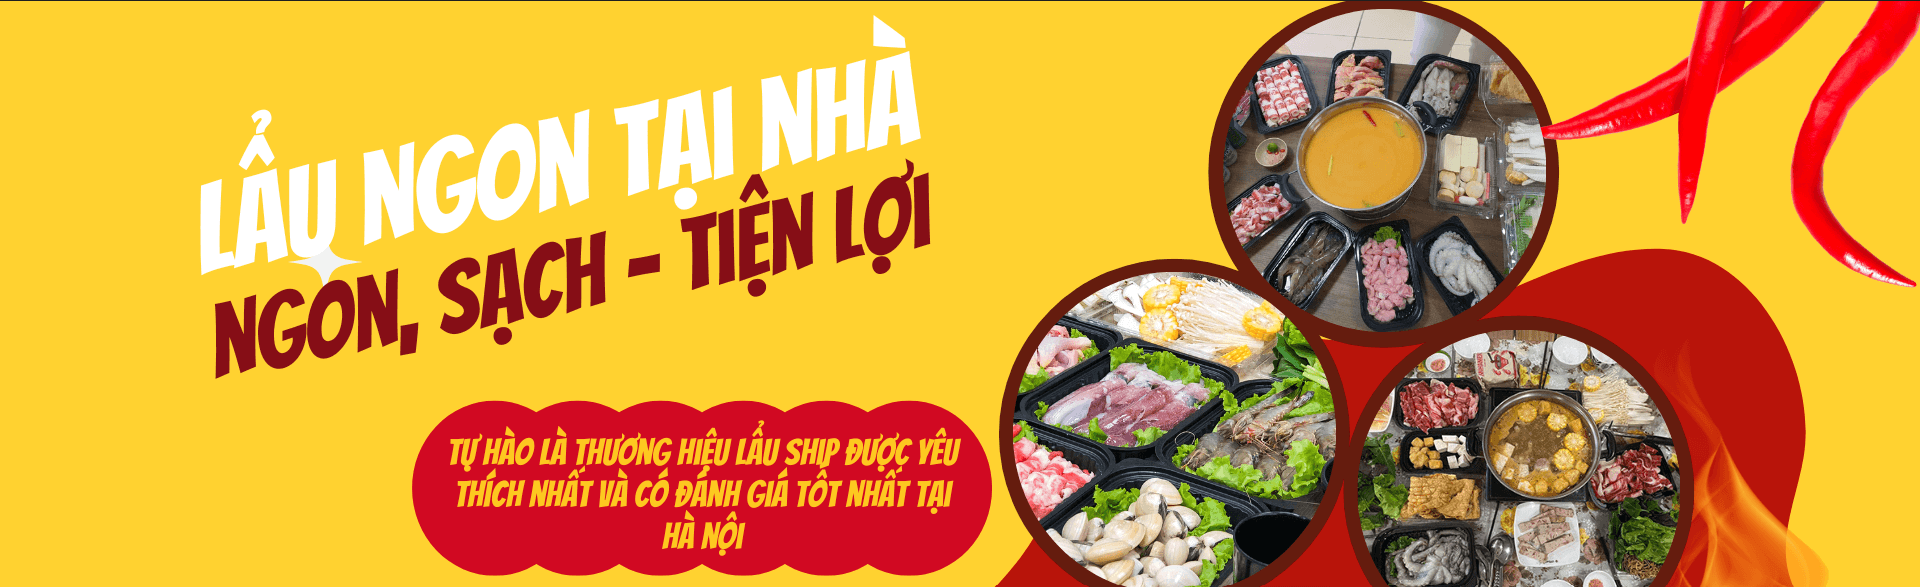 LẨU NGON TẠI NHÀ
NGON, SẠCH - TIỆN LỢI
TỰ HÀO LÀ THƯƠNG HIỆU LẨU SHIP ĐƯỢC YÊU
THÍCH NHẤT VÀ CÓ ĐÁNH GIÁ TỐT NHẤT TẠI
HÀ NỘI